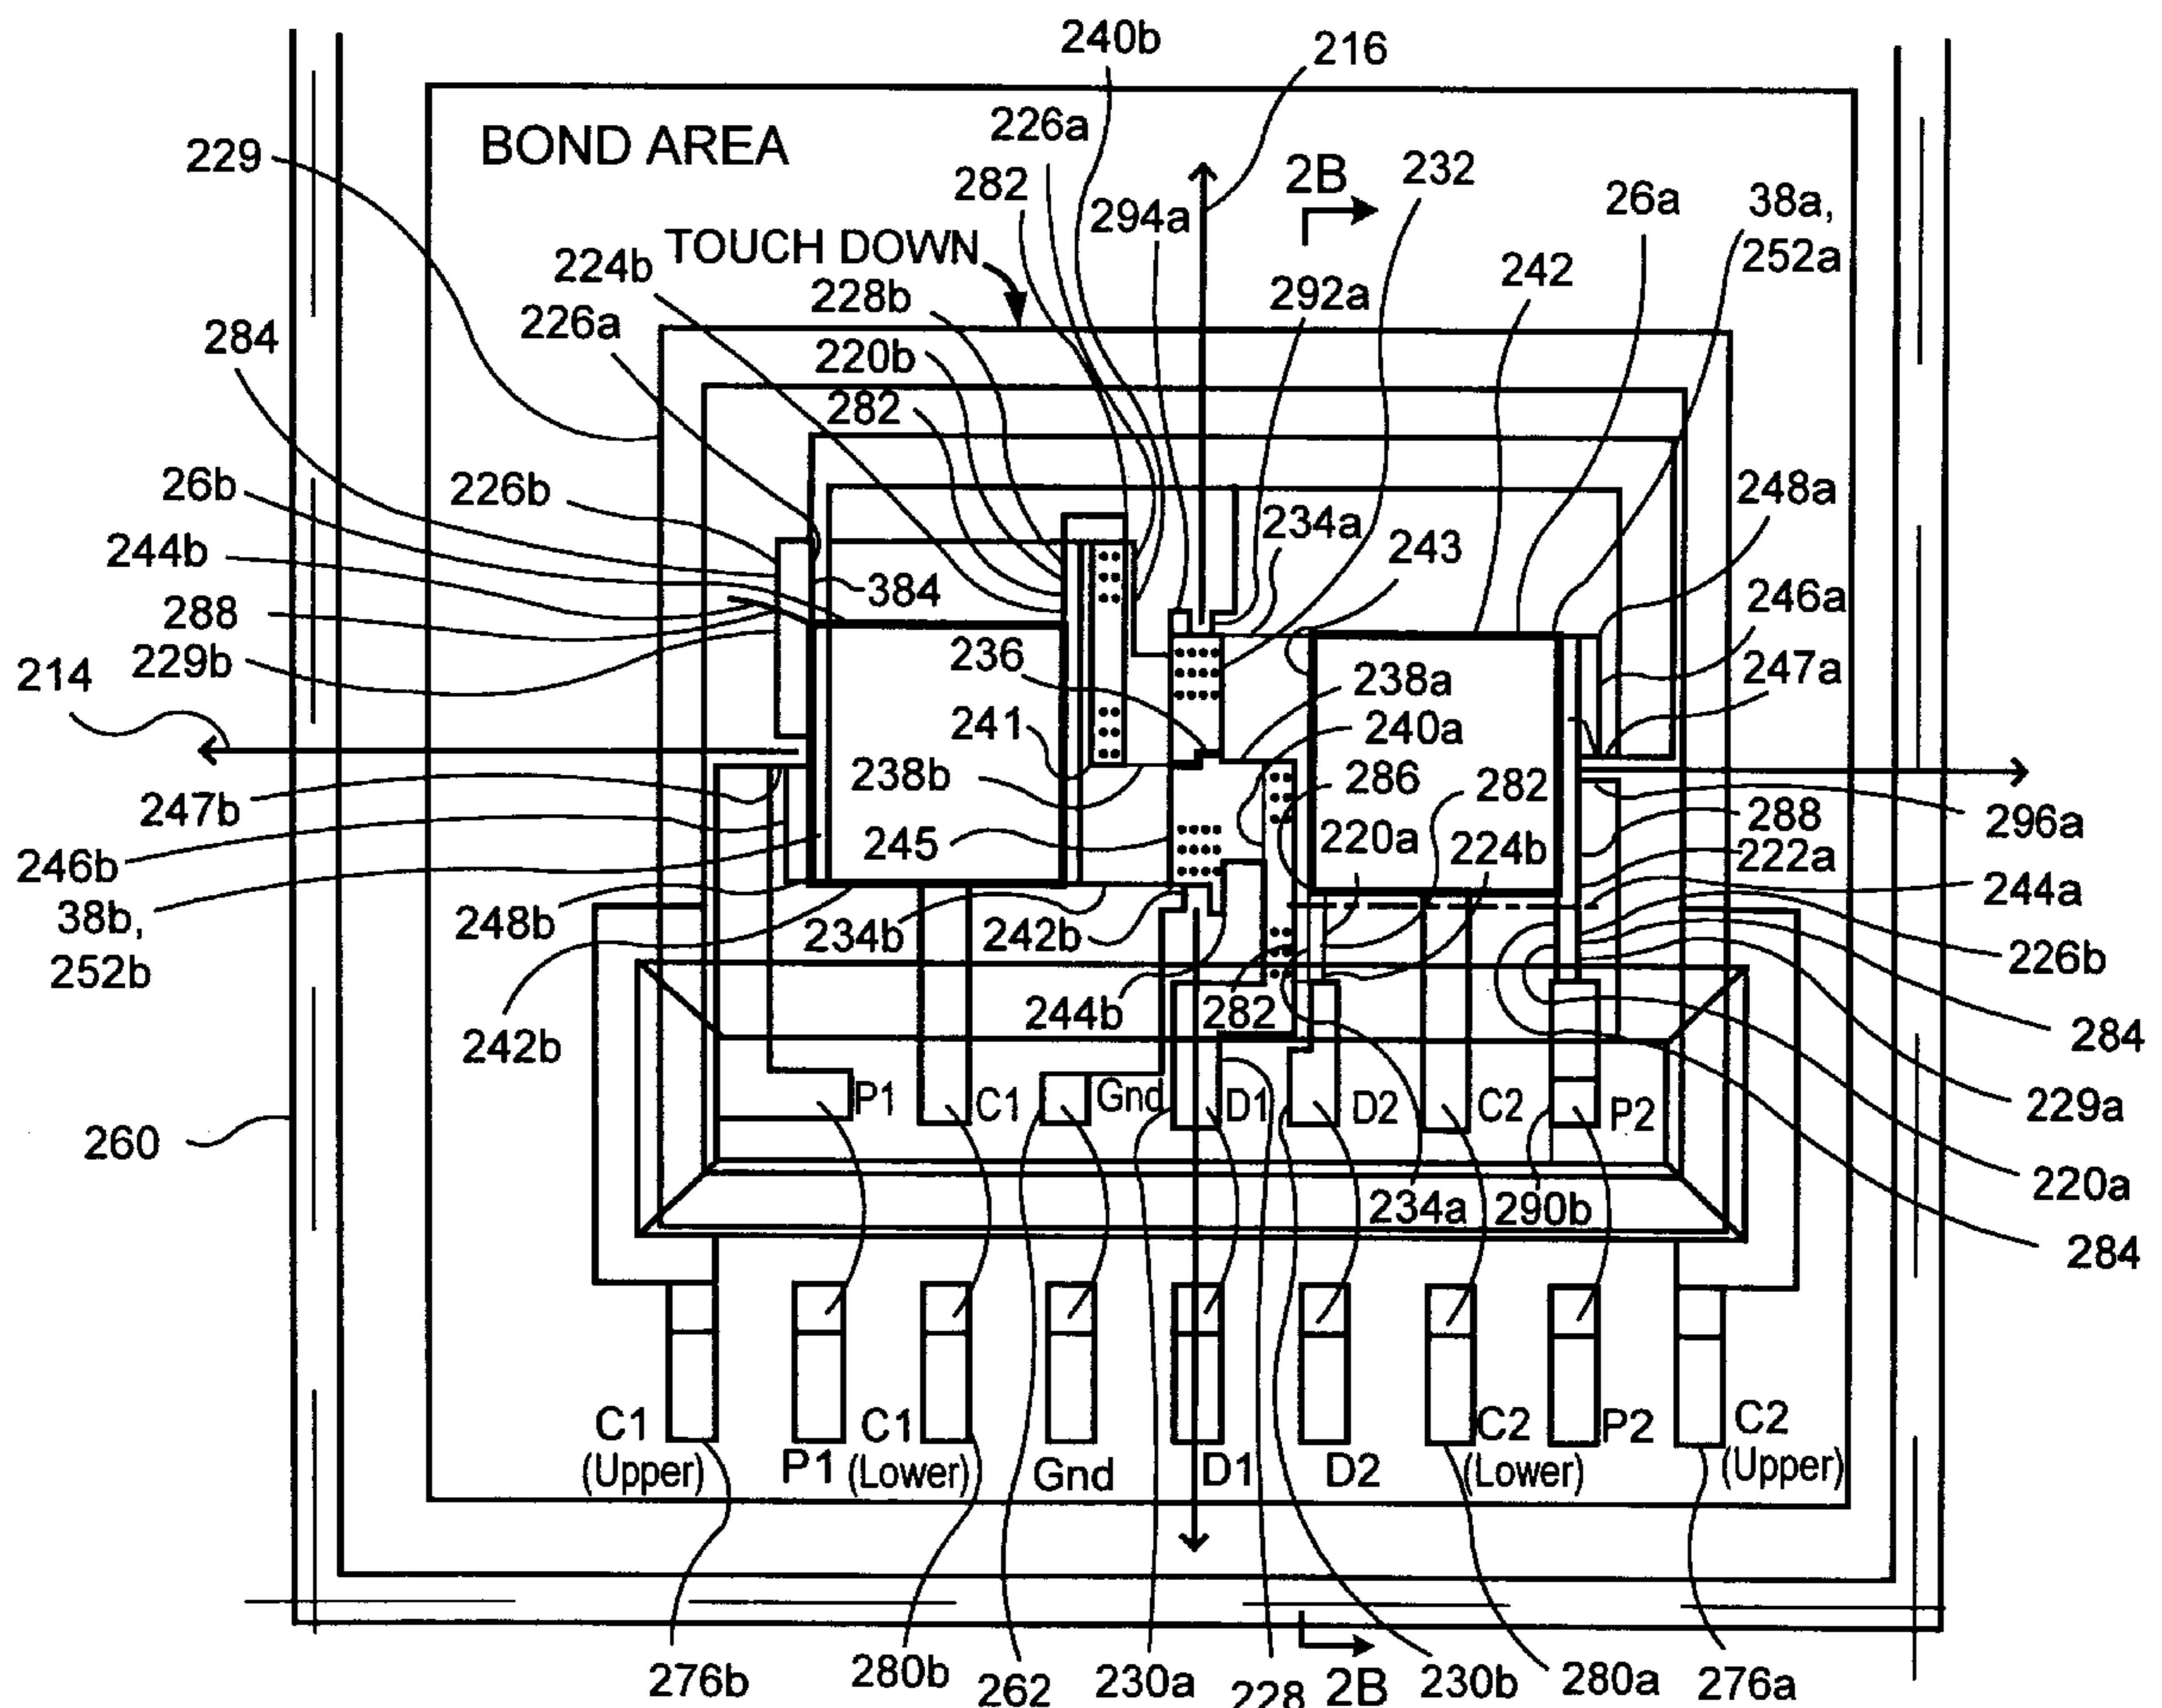 240b
216
BOND AREA
226a
2B
232
229
282
294a
26a
38a,
252a
TOUCH DOWN
224b
242
228b
292a
226a
284
220b
282
26b
226b
248a
234a
243
244b
384
246a
288
229b
236
214
238a
247a
241
240a
238b
286
282
247b
296a
288
245
220a
224b
222a
246b
244a
38b,
252b
248b
234b
242b
226b
242b
244b
282
284
P1
C1
Gnd
D1
D2
C2
P2
229a
260
234a
290b
220a
284
C1
(Upper)
P1
C1
(Lower)
Gnd
D1
D2
C2
(Lower)
P2
C2
(Upper)
276b
280b
262
230a
228
2B
230b
280a
276a